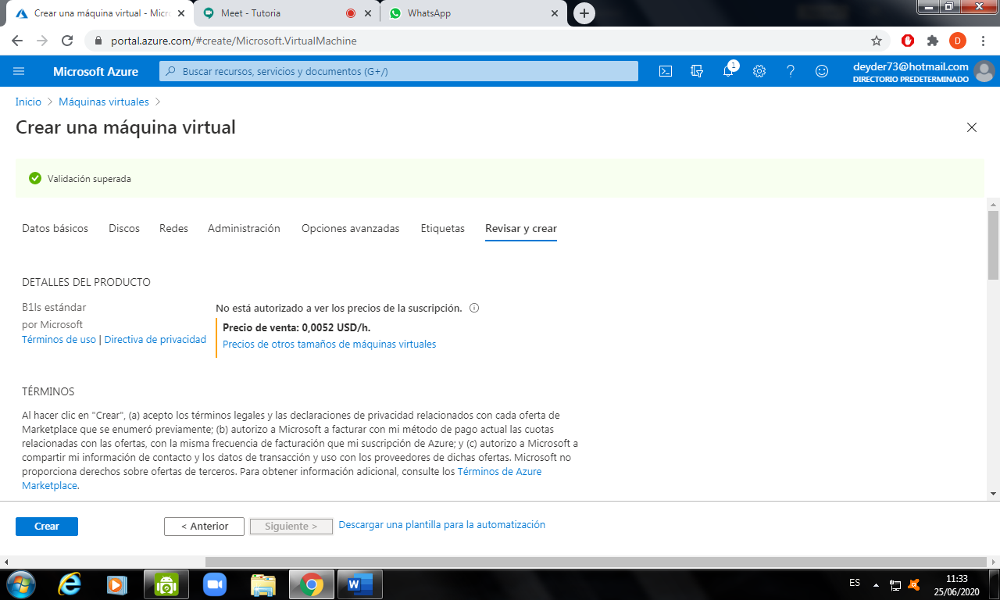 Crear una máquina virtual - Micro
Meet - Tutoria
WhatsApp
portal.azure.com/#create/Microsoft.VirtualMachine
D
Microsoft Azure
Buscar recursos, servicios y documentos (G+/)
1
deyder73@hotmail.com
DIRECTORIO PREDETERMINADO
Inicio > Máquinas virtuales >
Crear una máquina virtual
Validación superada
Datos básicos Discos Redes Administración Opciones avanzadas Etiquetas Revisar y crear
DETALLES DEL PRODUCTO
B1ls estándar
por Microsoft
Términos de uso | Directiva de privacidad
No está autorizado a ver los precios de la suscripción.
Precio de venta: 0,0052 USD/h.
Precios de otros tamaños de máquinas virtuales
TÉRMINOS
Al hacer clic en "Crear", (a) acepto los términos legales y las declaraciones de privacidad relacionados con cada oferta de
Marketplace que se enumeró previamente; (b) autorizo a Microsoft a facturar con mi método de pago actual las cuotas
relacionadas con las ofertas, con la misma frecuencia de facturación que mi suscripción de Azure; y (c) autorizo a Microsoft a
compartir mi información de contacto y los datos de transacción y uso con los proveedores de dichas ofertas. Microsoft no
proporciona derechos sobre ofertas de terceros. Para obtener información adicional, consulte los Términos de Azure
Marketplace.
Crear
< Anterior
Siguiente >
Descargar una plantilla para la automatización
ES
11:33
25/06/2020